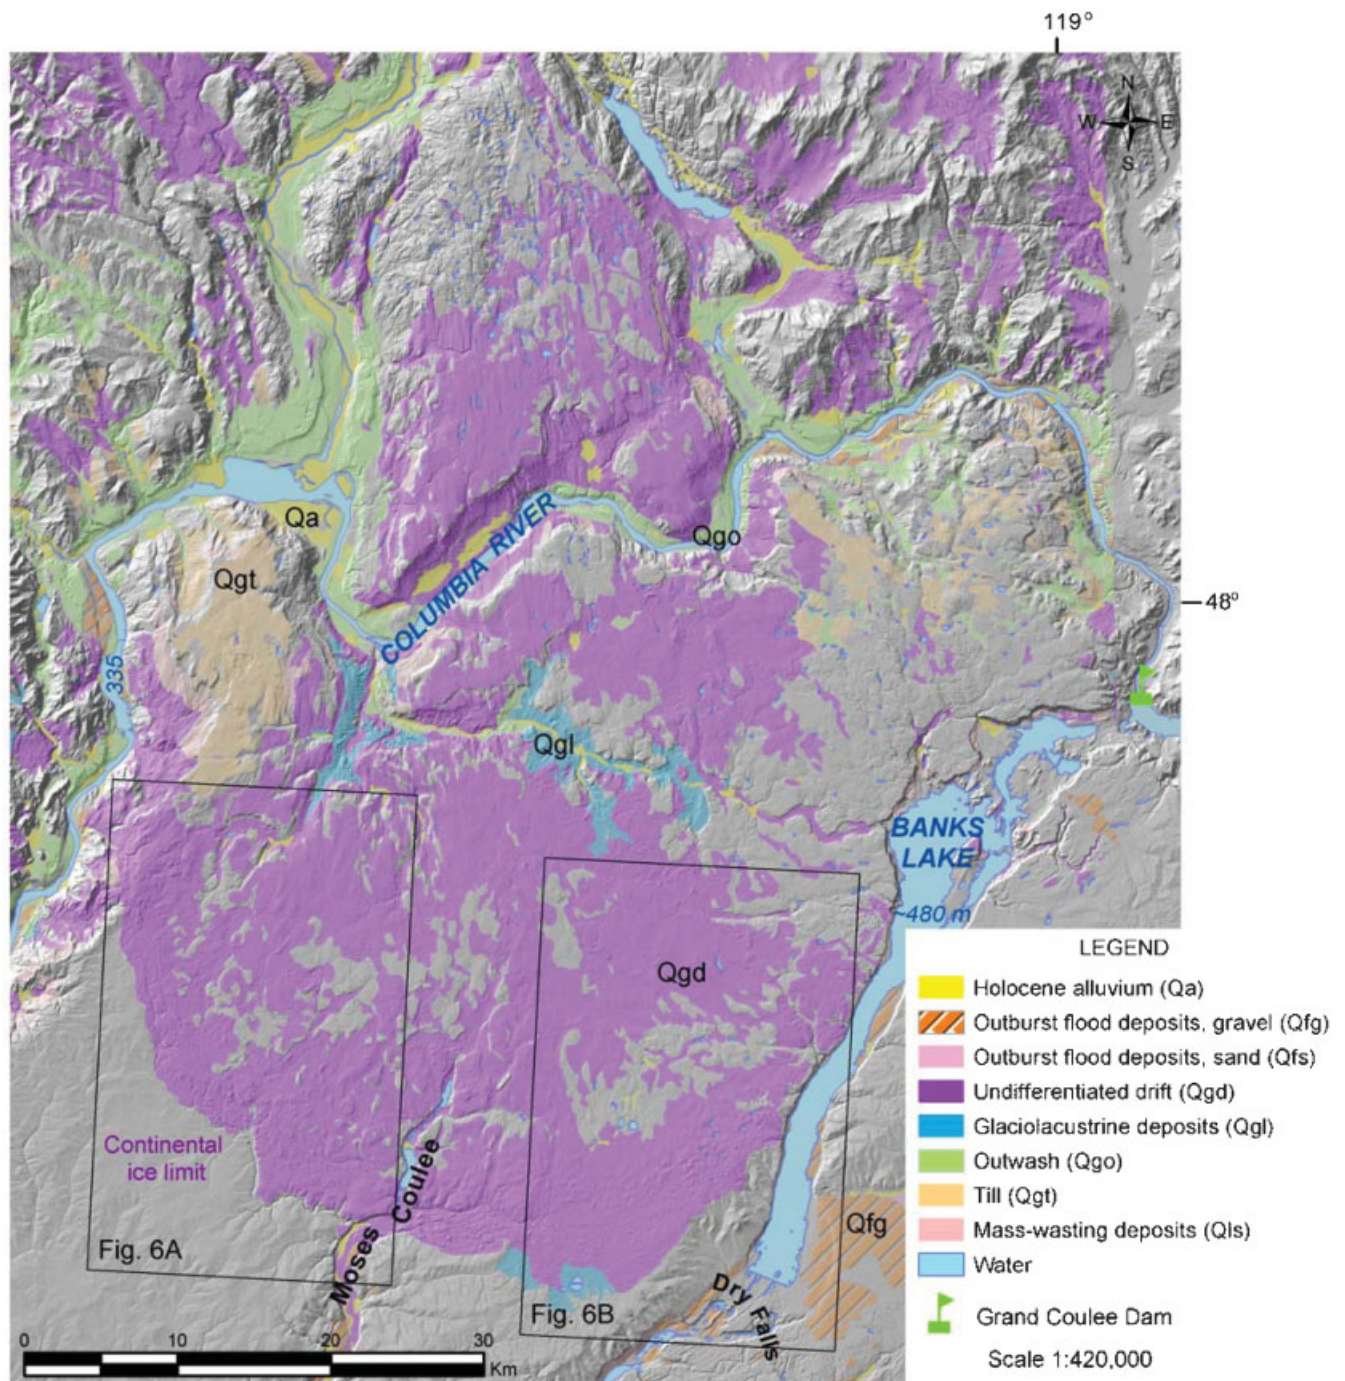 119°
N
W E
S
Qa
COLUMBIA RIVER
Qgo
Qgt
48°
335
Qgl
BANKS
LAKE
~480 m
Qgd
Continental
ice limit
Moses Coulee
Fig. 6A
Fig. 6B
Dry Falls
Qfg
LEGEND
Holocene alluvium (Qa)
Outburst flood deposits, gravel (Qfg)
Outburst flood deposits, sand (Qfs)
Undifferentiated drift (Qgd)
Glaciolacustrine deposits (Qgl)
Outwash (Qgo)
Till (Qgt)
Mass-wasting deposits (Qls)
Water
Grand Coulee Dam
Scale 1:420,000
0 10 20 30
Km